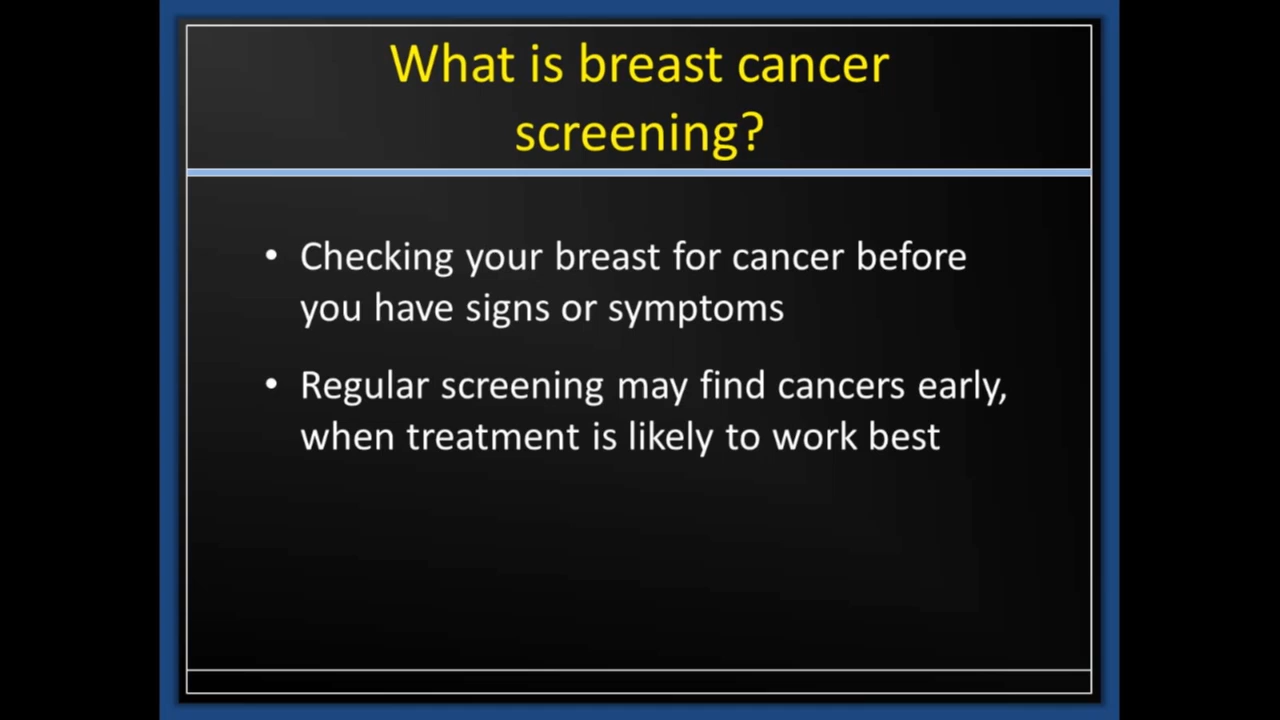 What is breast cancer
screening?
• Checking your breast for cancer before
you have signs or symptoms
• Regular screening may find cancers early,
when treatment is likely to work best